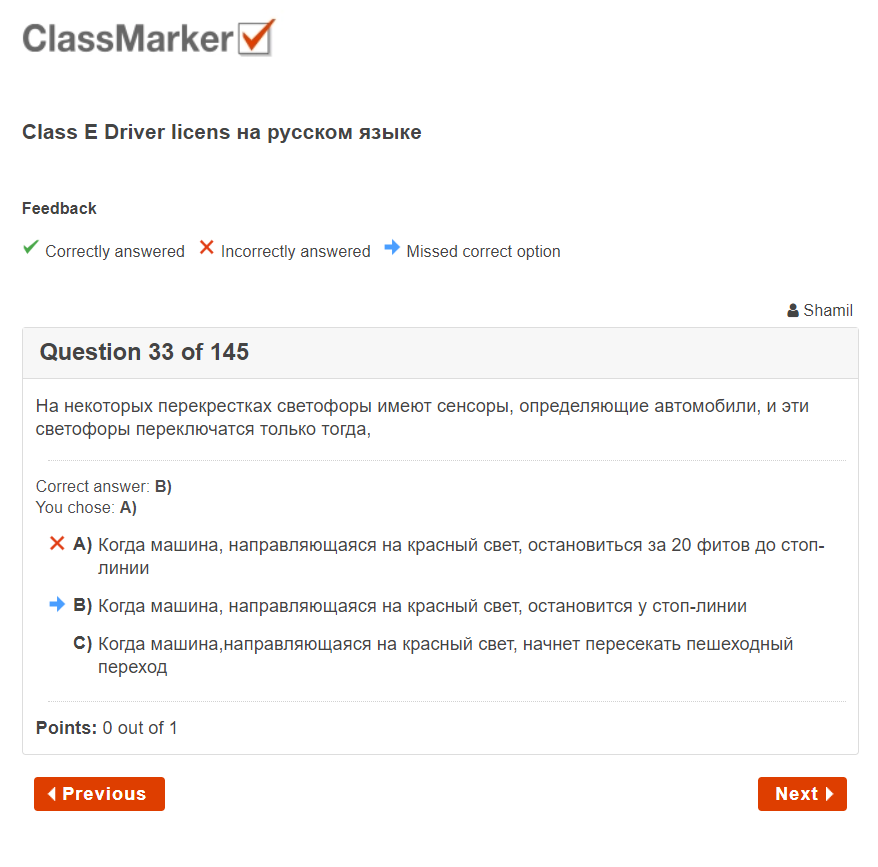 ClassMarker
Class E Driver licens на русском языке
Feedback
Correctly answered Incorrectly answered Missed correct option
Shamil
Question 33 of 145
На некоторых перекрестках светофоры имеют сенсоры, определяющие автомобили, и эти
светофоры переключатся только тогда,
Correct answer: B)
You chose: A)
A) Когда машина, направляющаяся на красный свет, остановиться за 20 фитов до стоп-
линии
B) Когда машина, направляющаяся на красный свет, остановится у стоп-линии
C) Когда машина,направляющаяся на красный свет, начнет пересекать пешеходный
переход
Points: 0 out of 1
Previous Next